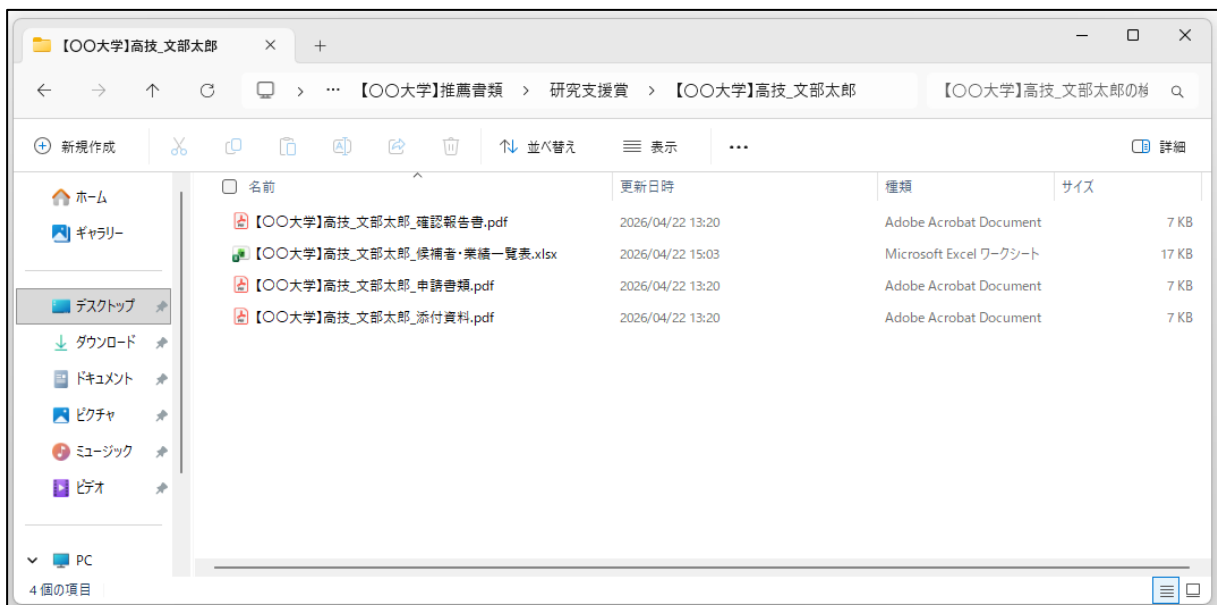 【〇〇大学】高技_文部太郎
… 【〇〇大学】推薦書類 > 研究支援賞 > 【〇〇大学】高技_文部太郎 【〇〇大学】高技_文部太郎の検
新規作成 並べ替え 表示 … 詳細
名前 更新日時 種類 サイズ
ホーム
ギャラリー
デスクトップ
ダウンロード
ドキュメント
ピクチャ
ミュージック
ビデオ
PC
【〇〇大学】高技_文部太郎_確認報告書.pdf 2026/04/22 13:20 Adobe Acrobat Document 7 KB
【〇〇大学】高技_文部太郎_候補者・業績一覧表.xlsx 2026/04/22 15:03 Microsoft Excel ワークシート 17 KB
【〇〇大学】高技_文部太郎_申請書類.pdf 2026/04/22 13:20 Adobe Acrobat Document 7 KB
【〇〇大学】高技_文部太郎_添付資料.pdf 2026/04/22 13:20 Adobe Acrobat Document 7 KB
4 個の項目